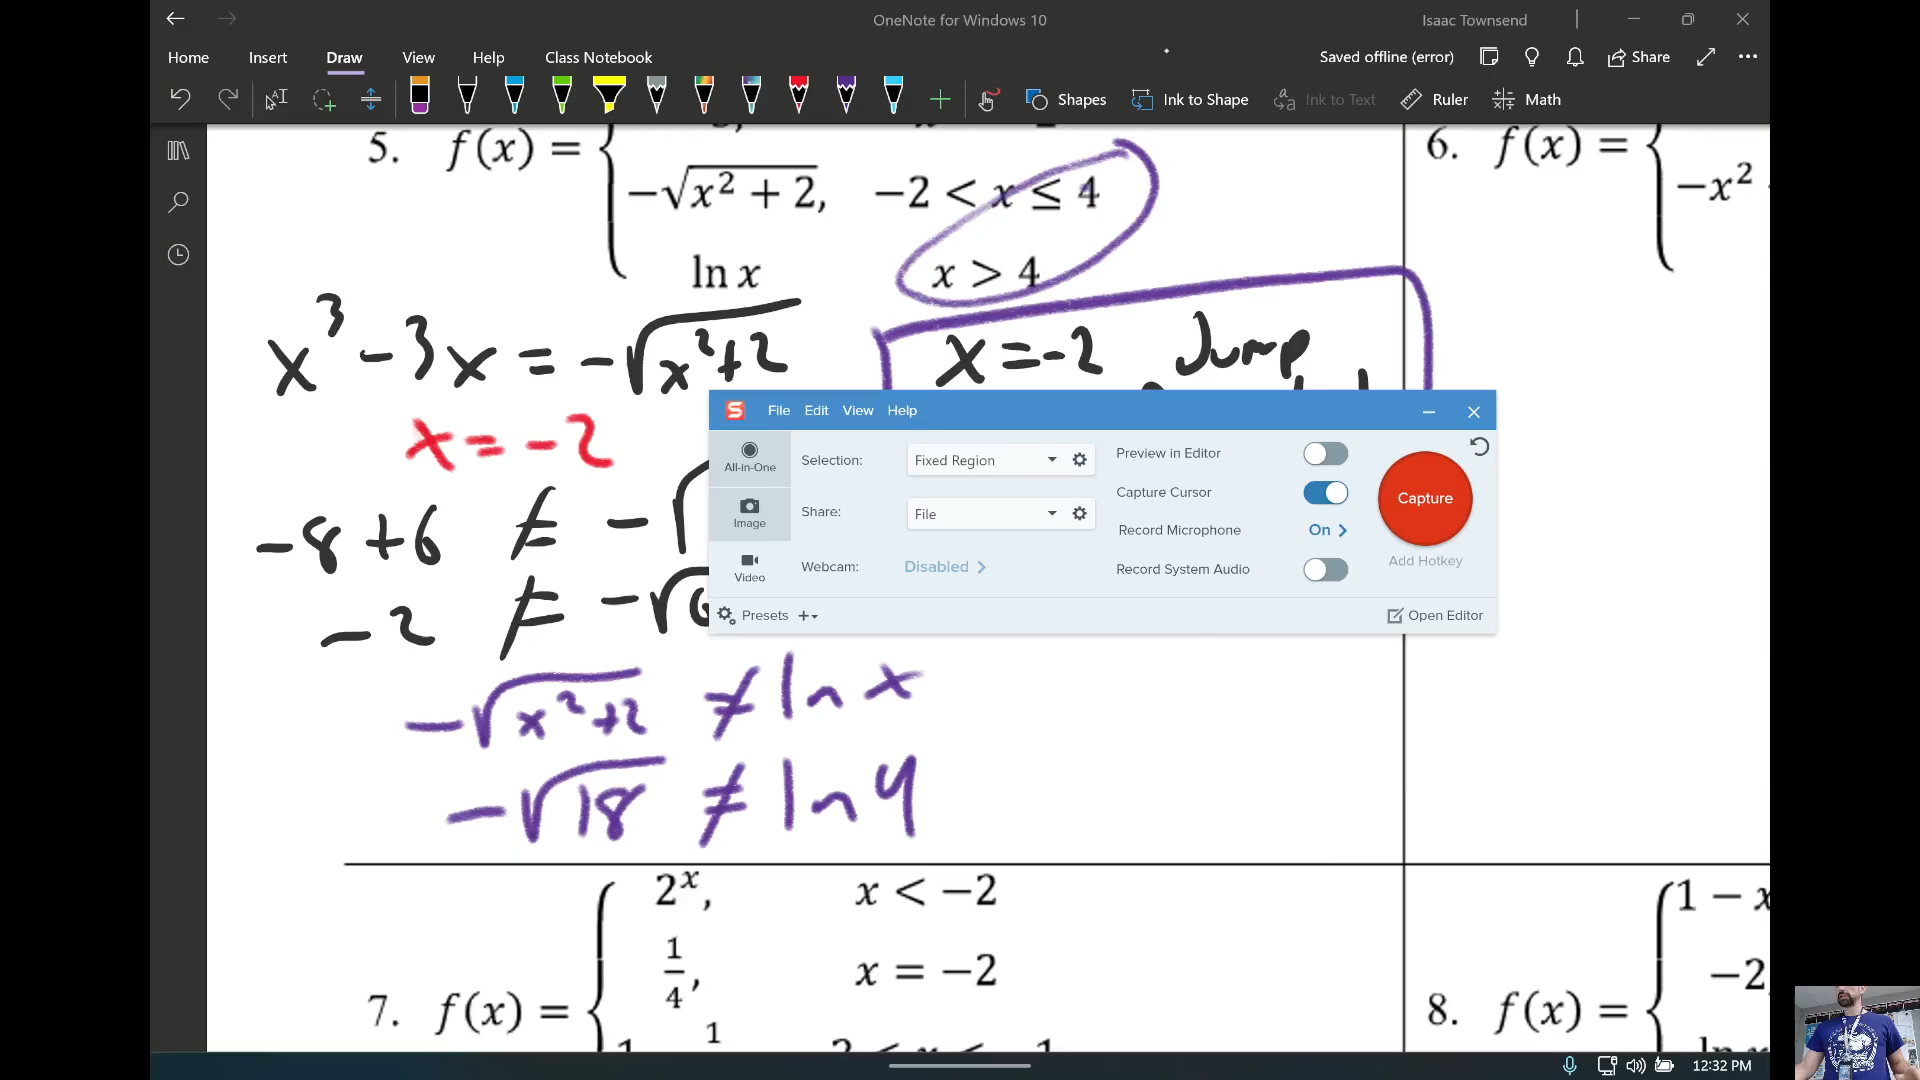 OneNote for Windows 10
Isaac Townsend
Home Insert Draw View Help Class Notebook
Saved offline (error) Share
Shapes Ink to Shape Ink to Text Ruler Math
5. f(x) =
−√x² + 2, −2 < x ≤ 4
ln x x > 4
6. f(x) =
−x²
x³ - 3x = -√x²+2
x = -2 Jump
x = -2
-8 + 6 ≠ -√
-2 ≠ -√
File Edit View Help
All-in-One
Image
Video
Selection: Fixed Region
Share: File
Webcam: Disabled
Preview in Editor
Capture Cursor
Record Microphone On
Record System Audio
Capture
Add Hotkey
Presets
Open Editor
-√x²+2 ≠ ln x
-√18 ≠ ln 4
7. f(x) =
2ˣ, x < −2
1/4, x = −2
1
8. f(x) =
1 − x
−2
12:32 PM